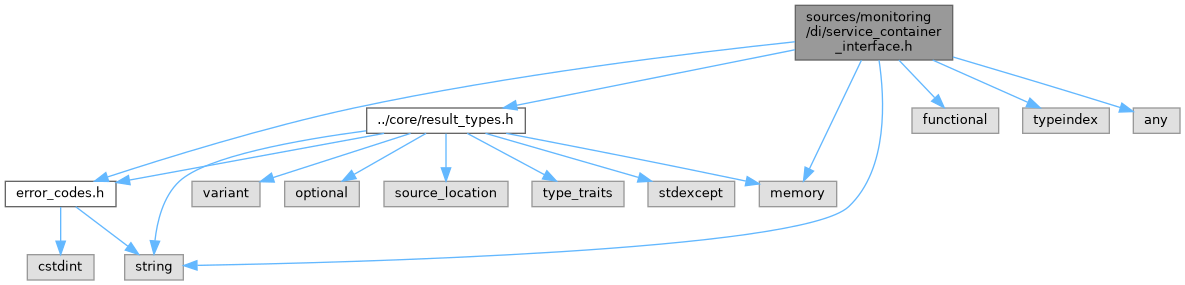 sources/monitoring
/di/service_container
_interface.h
../core/result_types.h
functional
typeindex
any
error_codes.h
variant
optional
source_location
type_traits
stdexcept
memory
cstdint
string